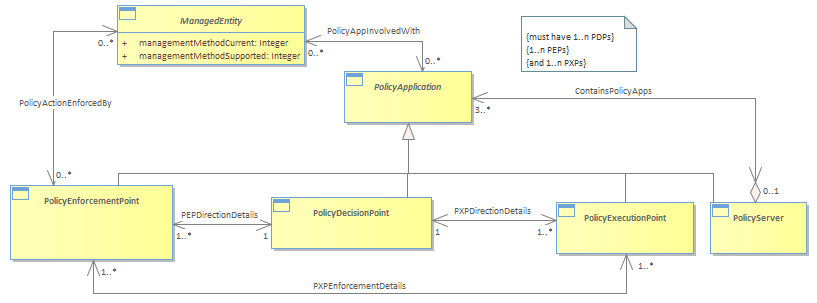 ManagedEntity
+ managementMethodCurrent: Integer
+ managementMethodSupported: Integer
0..*
PolicyAppInvolvedWith
0..*
0..*
{must have 1..n PDPs}
{1..n PEPs}
{and 1..n PXPs}
PolicyApplication
PolicyActionEnforcedBy
ContainsPolicyApps
3..*
0..*
0..1
PolicyEnforcementPoint
PEPDirectionDetails
1..*
1
PolicyDecisionPoint
PXPDirectionDetails
1
1..*
PolicyExecutionPoint
PolicyServer
1..*
1..*
PXPEnforcementDetails